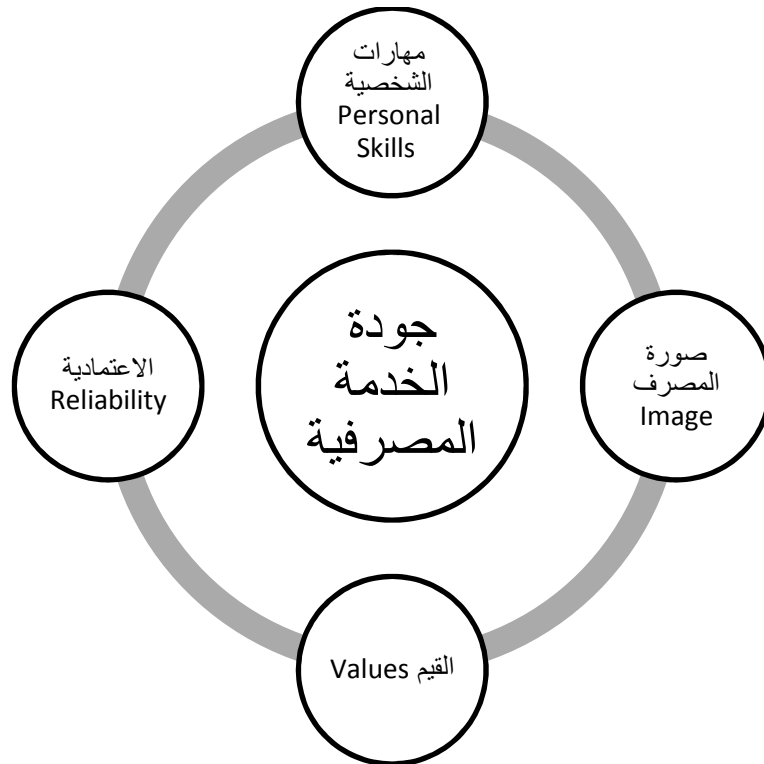 مهارات
الشخصية
Personal
Skills
صورة
المصرف
Image
جودة
الخدمة
المصرفية
الاعتمادية
Reliability
القيم Values